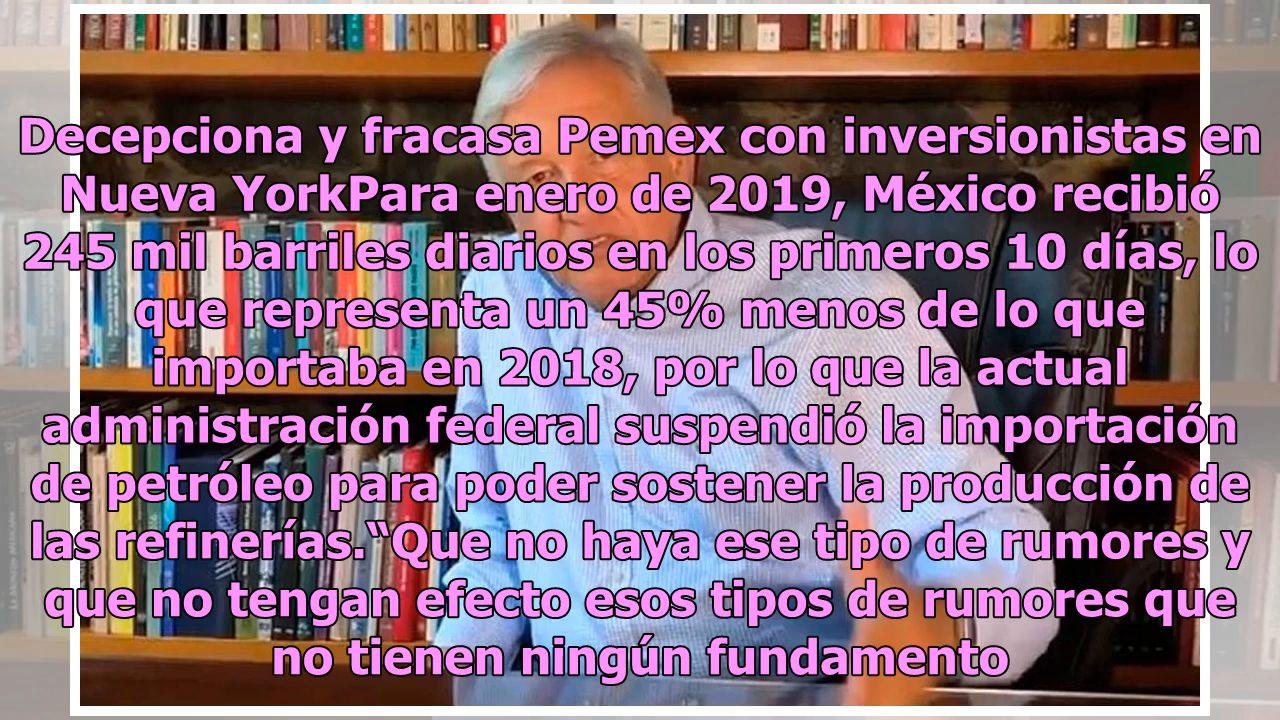 Decepciona y fracasa Pemex con inversionistas en
Nueva YorkPara enero de 2019, México recibió
245 mil barriles diarios en los primeros 10 días, lo
que representa un 45% menos de lo que
importaba en 2018, por lo que la actual
administración federal suspendió la importación
de petróleo para poder sostener la producción de
las refinerías.“Que no haya ese tipo de rumores y
que no tengan efecto esos tipos de rumores que
no tienen ningún fundamento